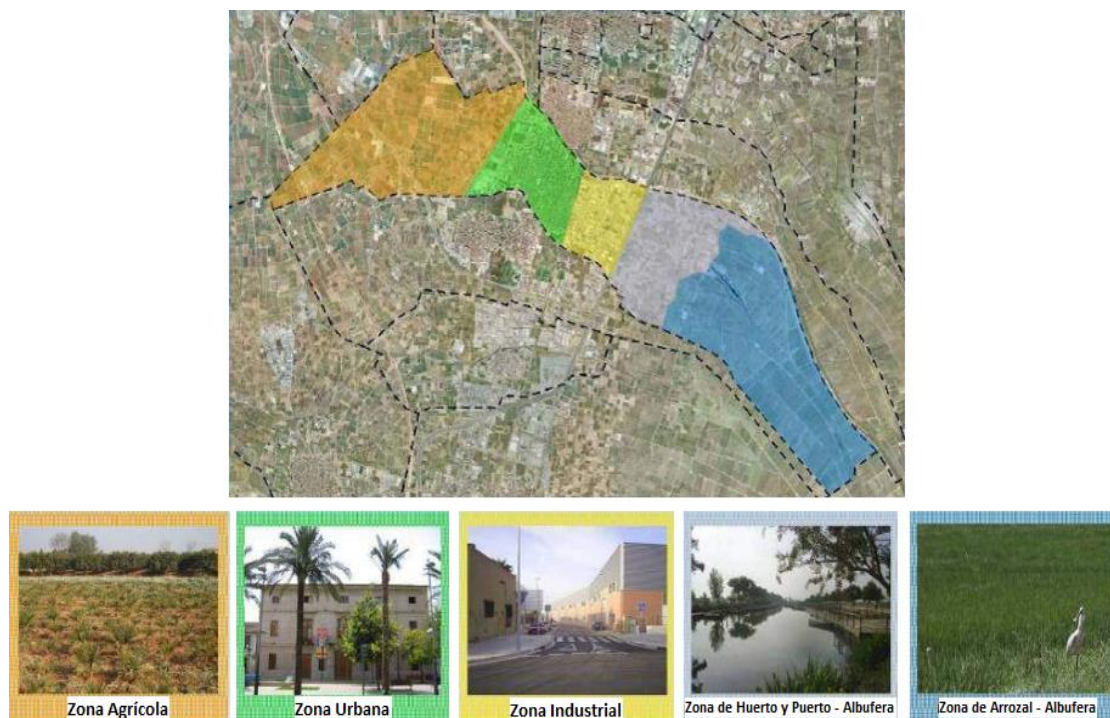 Zona Agrícola
Zona Urbana
Zona Industrial
Zona de Huerto y Puerto - Albufera
Zona de Arrozal - Albufera